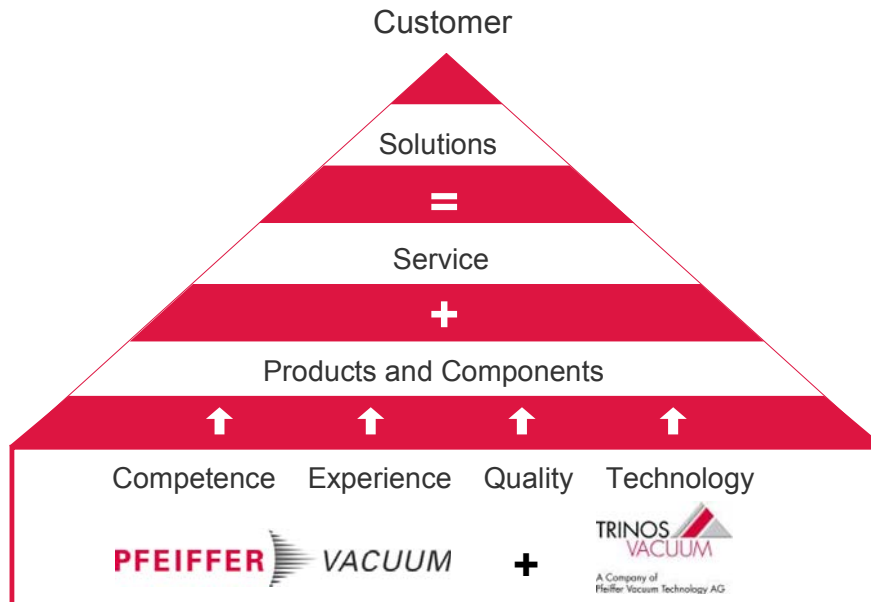 Customer
Solutions
=
Service
+
Products and Components
Competence Experience Quality Technology
PFEIFFER VACUUM + TRINOS VACUUM
A Company of
Pfeiffer Vacuum Technology AG